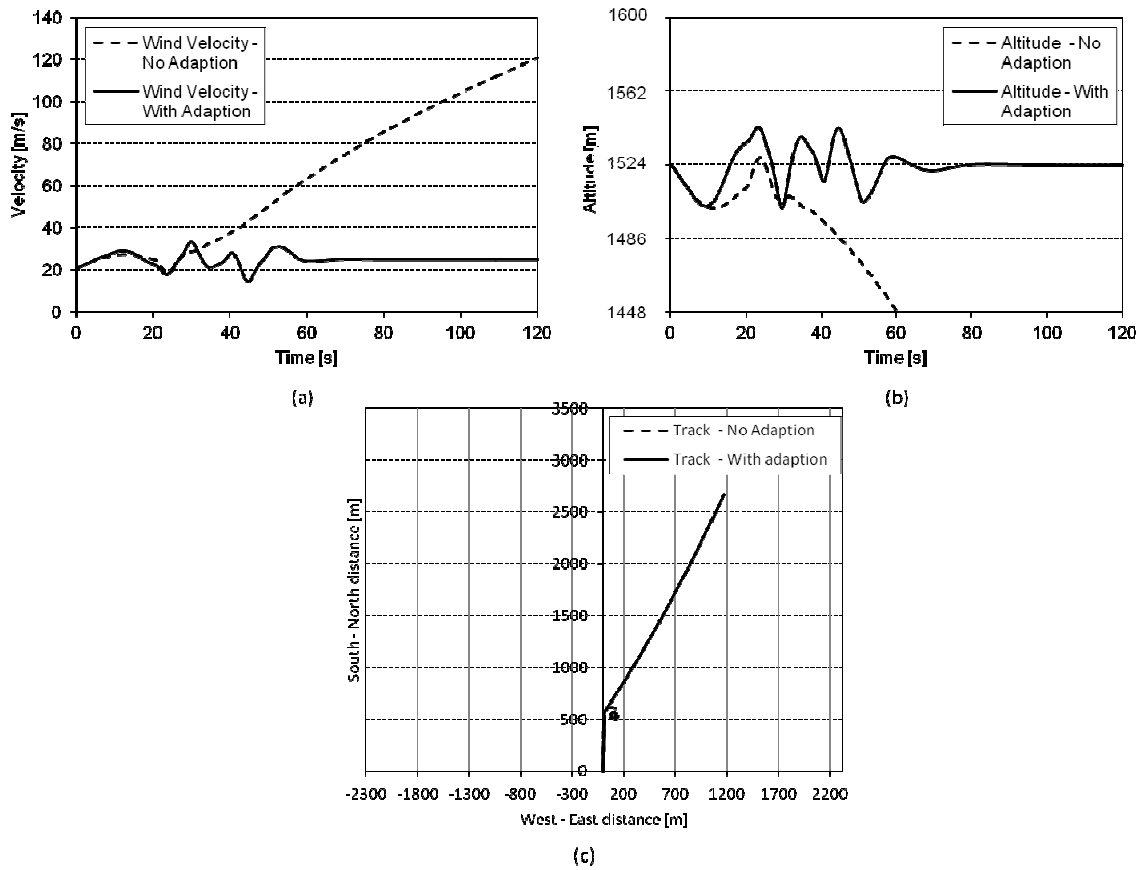 140
120
100
80
60
40
20
0
Velocity [m/s]
Wind Velocity -
No Adaption
Wind Velocity -
With Adaption
0 20 40 60 80 100 120
Time [s]
(a)
1600
1562
1524
1486
1448
Altitude [m]
Altitude - No
Adaption
Altitude - With
Adaption
0 20 40 60 80 100 120
Time [s]
(b)
3500
3000
2500
2000
1500
1000
500
0
South - North distance [m]
Track - No Adaption
Track - With adaption
-2300 -1800 -1300 -800 -300 200 700 1200 1700 2200
West - East distance [m]
(c)